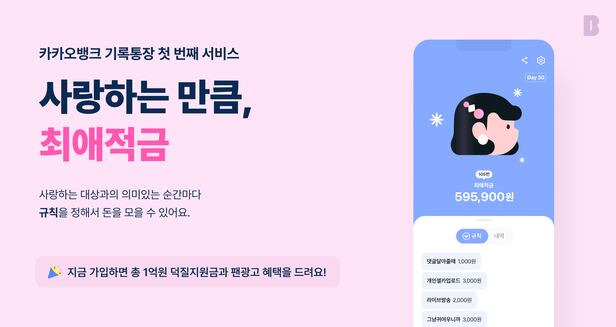 카카오뱅크 기록통장 첫 번째 서비스
사랑하는 만큼,
최애적금
사랑하는 대상과의 의미있는 순간마다
규칙을 정해서 돈을 모을 수 있어요.
🎉 지금 가입하면 총 1억원 덕질지원금과 팬광고 혜택을 드려요!
B
Day 30
105번
최애적금
595,900원
규칙 내역
댓글달아줄때 1,000원
개인셀카업로드 3,000원
라이브방송 2,000원
그냥귀여우니까 3,000원